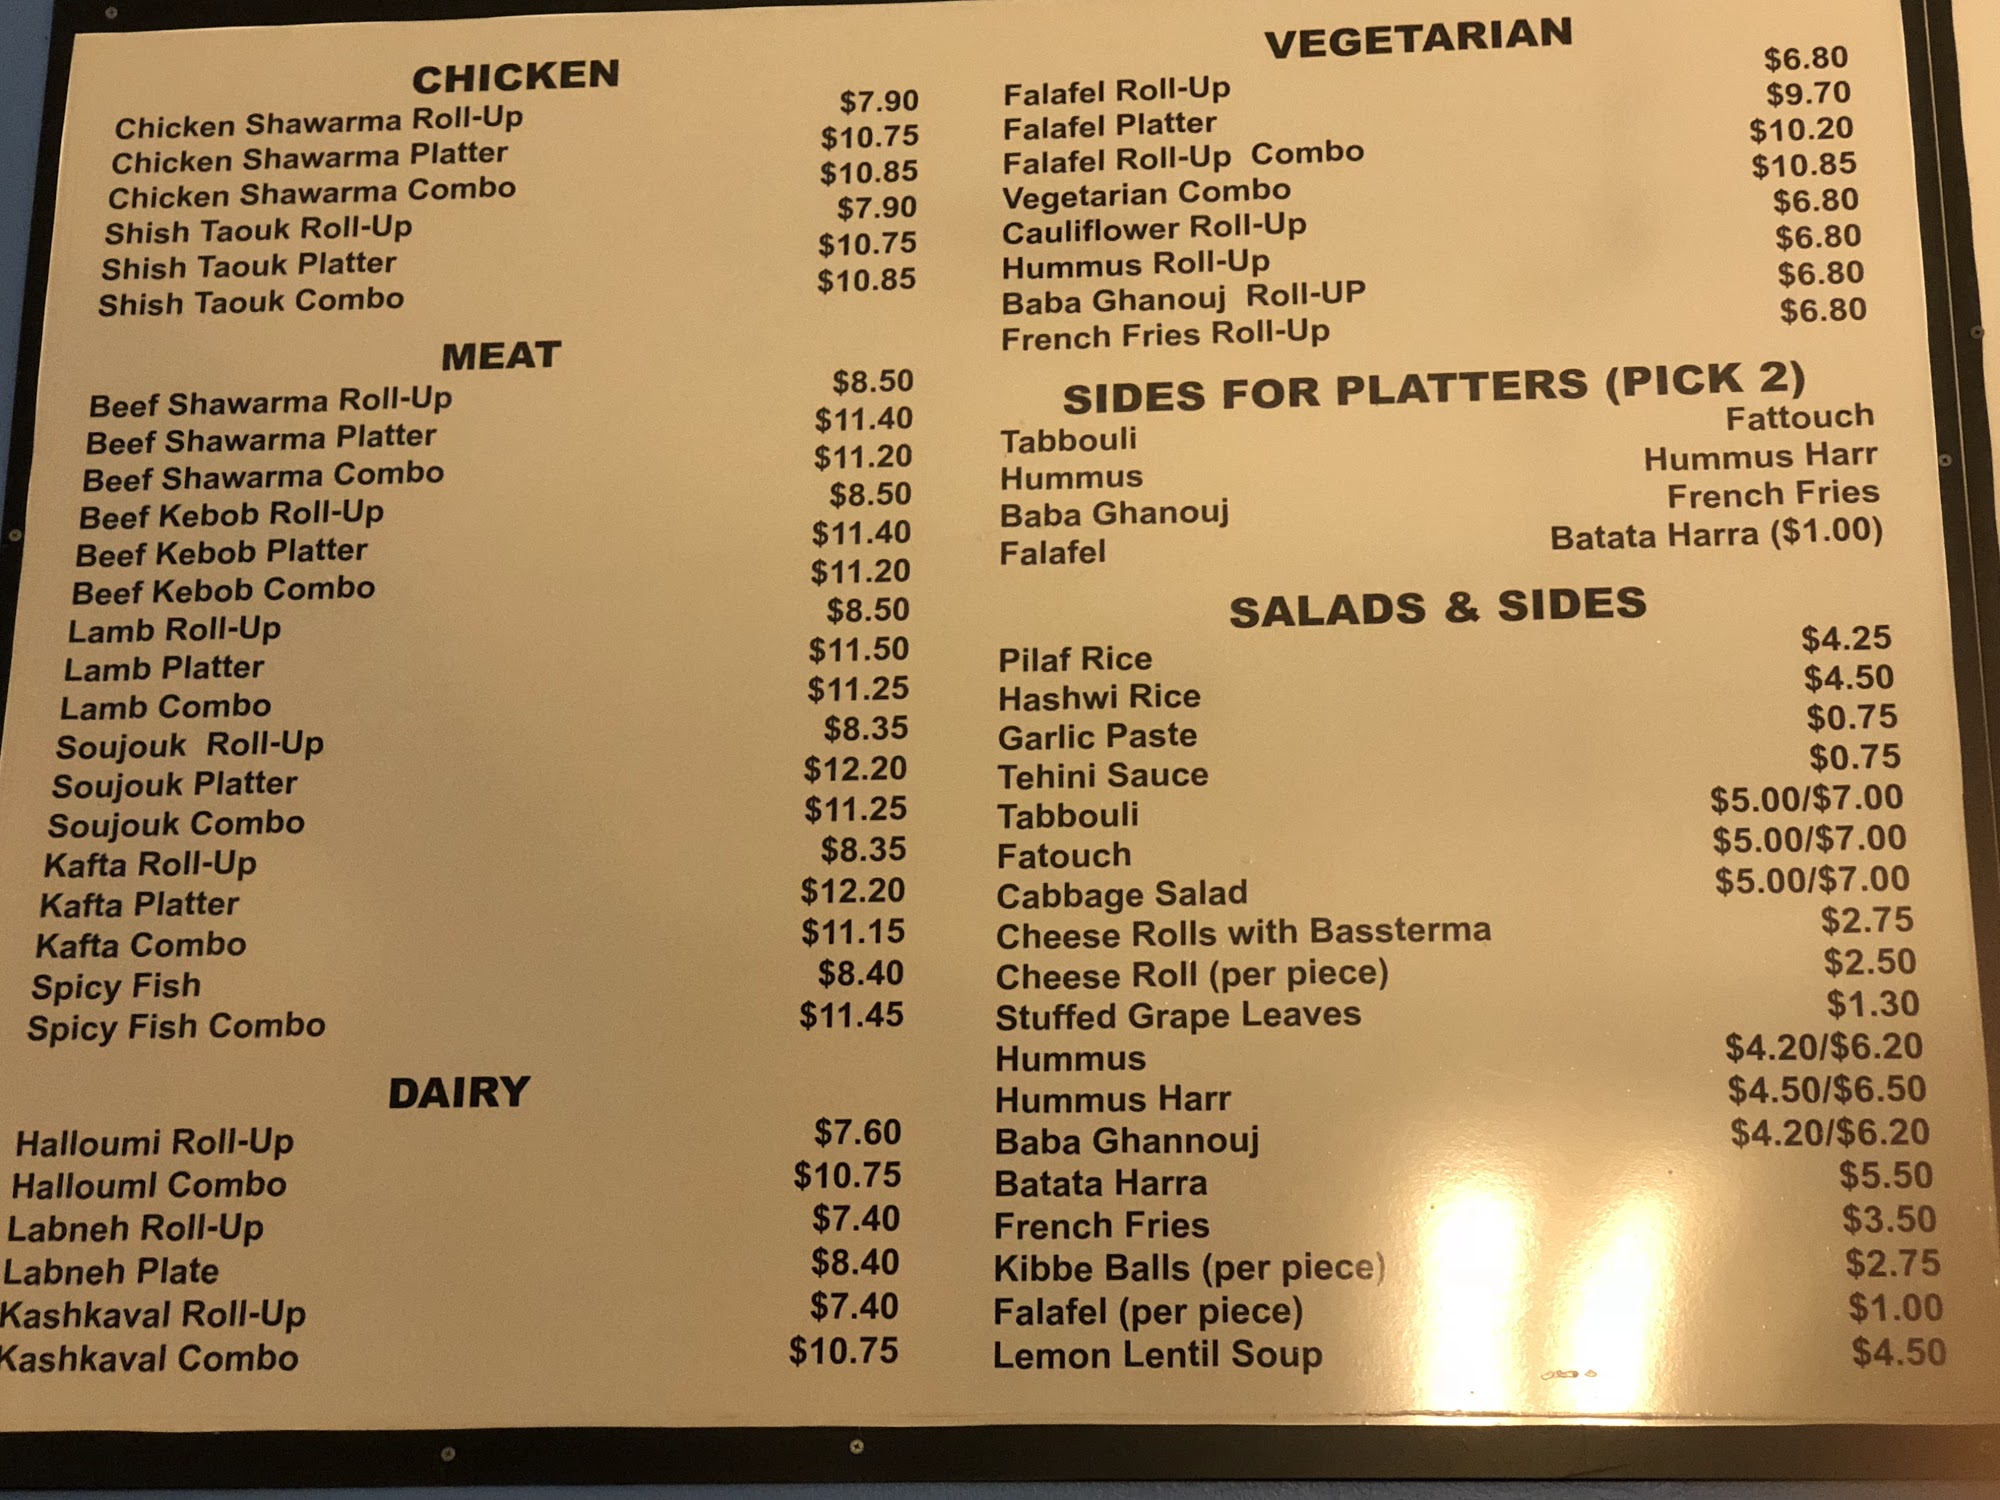 CHICKEN
Chicken Shawarma Roll-Up $7.90
Chicken Shawarma Platter $10.75
Chicken Shawarma Combo $10.85
Shish Taouk Roll-Up $7.90
Shish Taouk Platter $10.75
Shish Taouk Combo $10.85
MEAT
Beef Shawarma Roll-Up $8.50
Beef Shawarma Platter $11.40
Beef Shawarma Combo $11.20
Beef Kebob Roll-Up $8.50
Beef Kebob Platter $11.40
Beef Kebob Combo $11.20
Lamb Roll-Up $8.50
Lamb Platter $11.50
Lamb Combo $11.25
Soujouk Roll-Up $8.35
Soujouk Platter $12.20
Soujouk Combo $11.25
Kafta Roll-Up $8.35
Kafta Platter $12.20
Kafta Combo $11.15
Spicy Fish $8.40
Spicy Fish Combo $11.45
DAIRY
Halloumi Roll-Up $7.60
Hallouml Combo $10.75
Labneh Roll-Up $7.40
Labneh Plate $8.40
Kashkaval Roll-Up $7.40
Kashkaval Combo $10.75
VEGETARIAN
Falafel Roll-Up $6.80
Falafel Platter $9.70
Falafel Roll-Up Combo $10.20
Vegetarian Combo $10.85
Cauliflower Roll-Up $6.80
Hummus Roll-Up $6.80
Baba Ghanouj Roll-UP $6.80
French Fries Roll-Up $6.80
SIDES FOR PLATTERS (PICK 2)
Tabbouli Fattouch
Hummus Hummus Harr
Baba Ghanouj French Fries
Falafel Batata Harra ($1.00)
SALADS & SIDES
Pilaf Rice $4.25
Hashwi Rice $4.50
Garlic Paste $0.75
Tehini Sauce $0.75
Tabbouli $5.00/$7.00
Fatouch $5.00/$7.00
Cabbage Salad $5.00/$7.00
Cheese Rolls with Bassterma $2.75
Cheese Roll (per piece) $2.50
Stuffed Grape Leaves $1.30
Hummus $4.20/$6.20
Hummus Harr $4.50/$6.50
Baba Ghannouj $4.20/$6.20
Batata Harra $5.50
French Fries $3.50
Kibbe Balls (per piece) $2.75
Falafel (per piece) $1.00
Lemon Lentil Soup $4.50